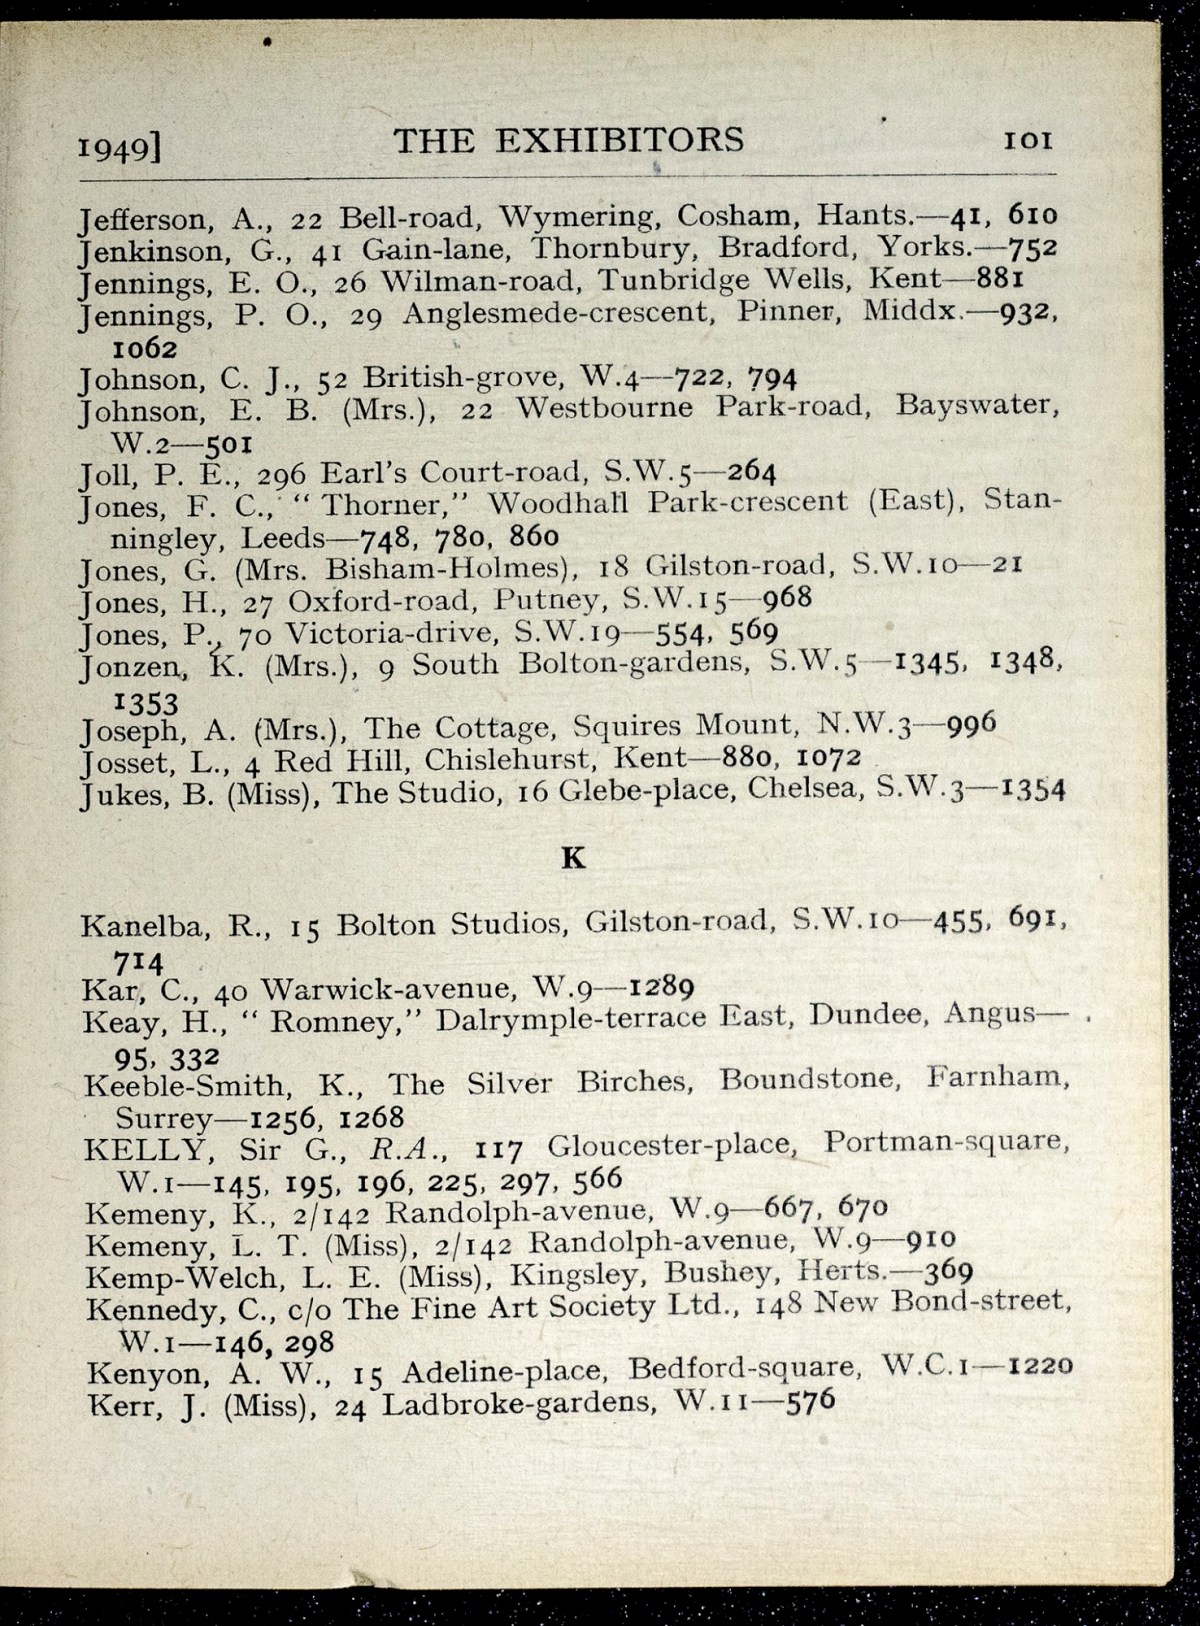 1949] THE EXHIBITORS 101
Jefferson, A., 22 Bell-road, Wymering, Cosham, Hants.—41, 610
Jenkinson, G., 41 Gain-lane, Thornbury, Bradford, Yorks.—752
Jennings, E. O., 26 Wilman-road, Tunbridge Wells, Kent—881
Jennings, P. O., 29 Anglesmede-crescent, Pinner, Middx.—932,
1062
Johnson, C. J., 52 British-grove, W.4—722, 794
Johnson, E. B. (Mrs.), 22 Westbourne Park-road, Bayswater,
W.2—501
Joll, P. E., 296 Earl's Court-road, S.W.5—264
Jones, F. C., “ Thorner,” Woodhall Park-crescent (East), Stan-
ningley, Leeds—748, 780, 860
Jones, G. (Mrs. Bisham-Holmes), 18 Gilston-road, S.W.10—21
Jones, H., 27 Oxford-road, Putney, S.W.15—968
Jones, P., 70 Victoria-drive, S.W.19—554, 569
Jonzen, K. (Mrs.), 9 South Bolton-gardens, S.W.5—1345, 1348,
1353
Joseph, A. (Mrs.), The Cottage, Squires Mount, N.W.3—996
Josset, L., 4 Red Hill, Chislehurst, Kent—880, 1072
Jukes, B. (Miss), The Studio, 16 Glebe-place, Chelsea, S.W.3—1354
K
Kanelba, R., 15 Bolton Studios, Gilston-road, S.W.10—455, 691,
714
Kar, C., 40 Warwick-avenue, W.9—1289
Keay, H., “ Romney,” Dalrymple-terrace East, Dundee, Angus—
95, 332
Keeble-Smith, K., The Silver Birches, Boundstone, Farnham,
Surrey—1256, 1268
KELLY, Sir G., R.A., 117 Gloucester-place, Portman-square,
W.1—145, 195, 196, 225, 297, 566
Kemeny, K., 2/142 Randolph-avenue, W.9—667, 670
Kemeny, L. T. (Miss), 2/142 Randolph-avenue, W.9—910
Kemp-Welch, L. E. (Miss), Kingsley, Bushey, Herts.—369
Kennedy, C., c/o The Fine Art Society Ltd., 148 New Bond-street,
W.1—146, 298
Kenyon, A. W., 15 Adeline-place, Bedford-square, W.C.1—1220
Kerr, J. (Miss), 24 Ladbroke-gardens, W.11—576